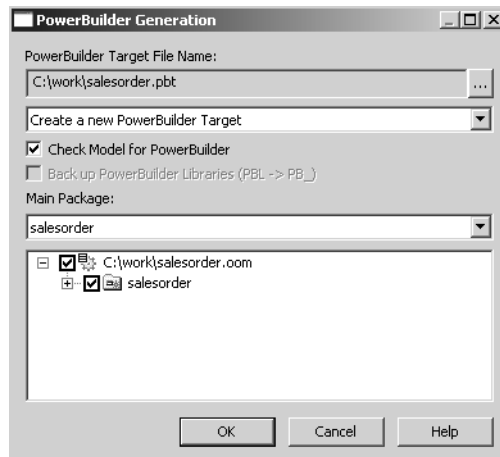 PowerBuilder Generation
PowerBuilder Target File Name:
C:\work\salesorder.pbt
...
Create a new PowerBuilder Target
Check Model for PowerBuilder
Back up PowerBuilder Libraries (PBL -> PB_)
Main Package:
salesorder
C:\work\salesorder.oom
salesorder
OK Cancel Help